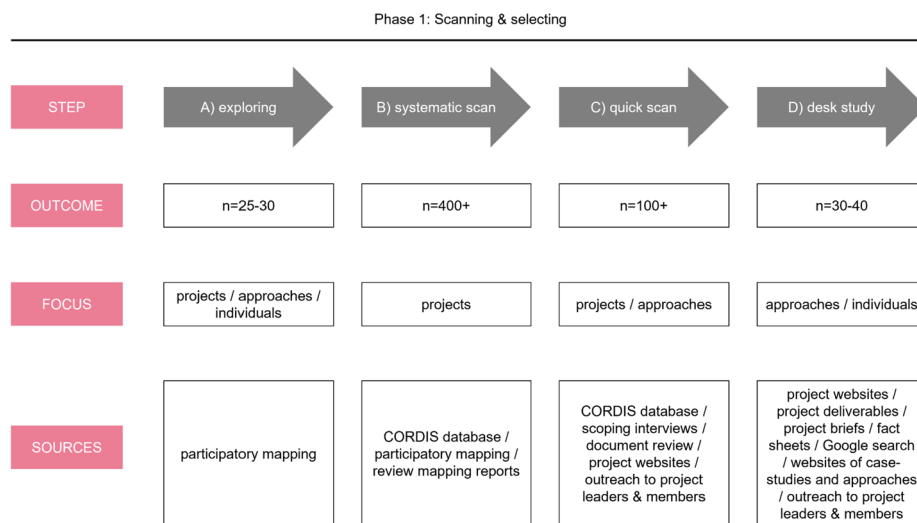 Phase 1: Scanning & selecting
STEP
A) exploring
B) systematic scan
C) quick scan
D) desk study
OUTCOME
n=25-30
n=400+
n=100+
n=30-40
FOCUS
projects / approaches /
individuals
projects
projects / approaches
approaches / individuals
SOURCES
participatory mapping
CORDIS database /
participatory mapping /
review mapping reports
CORDIS database /
scoping interviews /
document review /
project websites /
outreach to project
leaders & members
project websites /
project deliverables /
project briefs / fact
sheets / Google search
/ websites of case-
studies and approaches
/ outreach to project
leaders & members